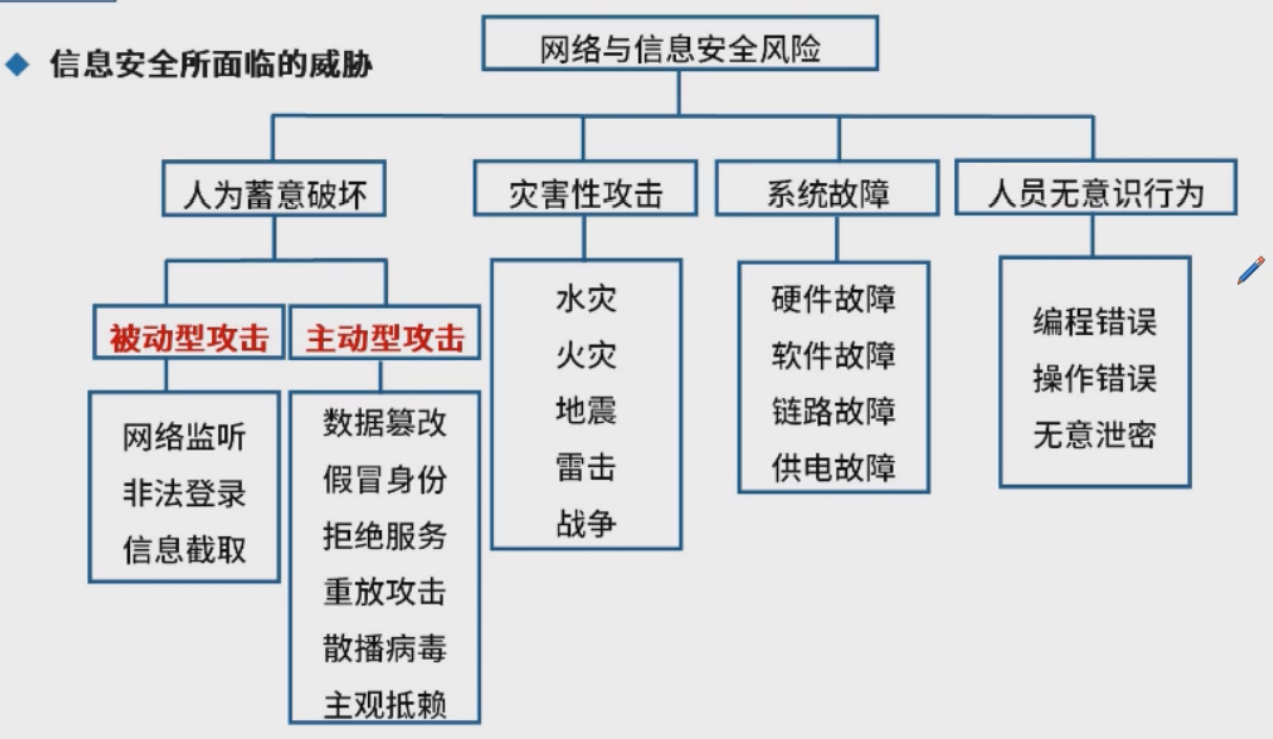 信息安全所面临的威胁
网络与信息安全风险
人为蓄意破坏
灾害性攻击
系统故障
人员无意识行为
被动型攻击
主动型攻击
网络监听
非法登录
信息截取
数据篡改
假冒身份
拒绝服务
重放攻击
散播病毒
主观抵赖
水灾
火灾
地震
雷击
战争
硬件故障
软件故障
链路故障
供电故障
编程错误
操作错误
无意泄密